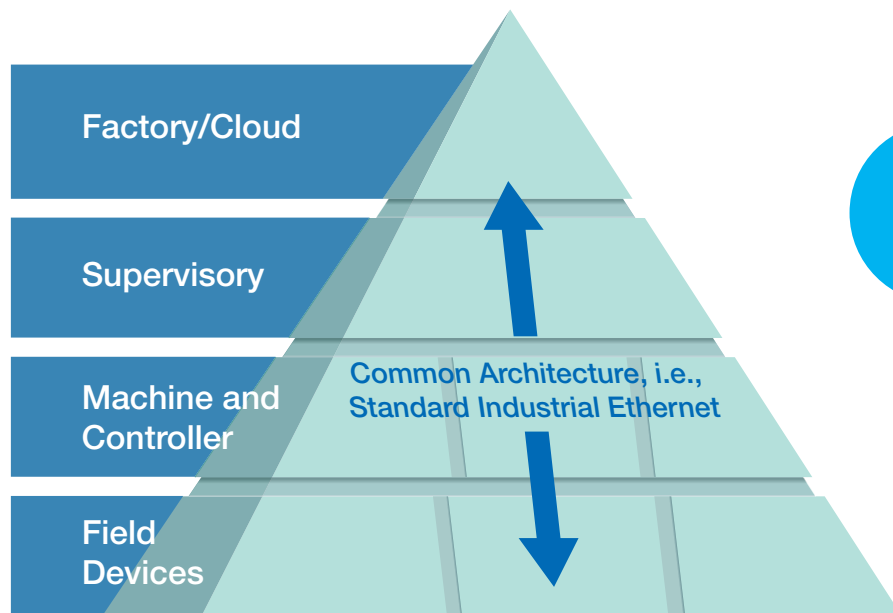 Factory/Cloud
Supervisory
Common Architecture, i.e.,
Standard Industrial Ethernet
Machine and
Controller
Field
Devices